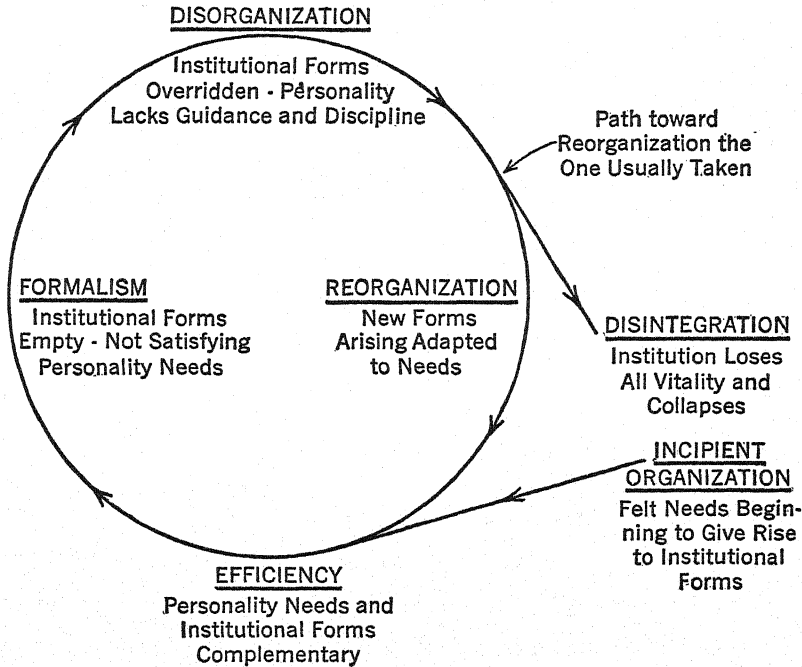 DISORGANIZATION
Institutional Forms
Overridden - Personality
Lacks Guidance and Discipline
Path toward
Reorganization the
One Usually Taken
FORMALISM
Institutional Forms
Empty - Not Satisfying
Personality Needs
REORGANIZATION
New Forms
Arising Adapted
to Needs
DISINTEGRATION
Institution Loses
All Vitality and
Collapses
INCIPIENT
ORGANIZATION
Felt Needs Begin-
ning to Give Rise
to Institutional
Forms
EFFICIENCY
Personality Needs and
Institutional Forms
Complementary